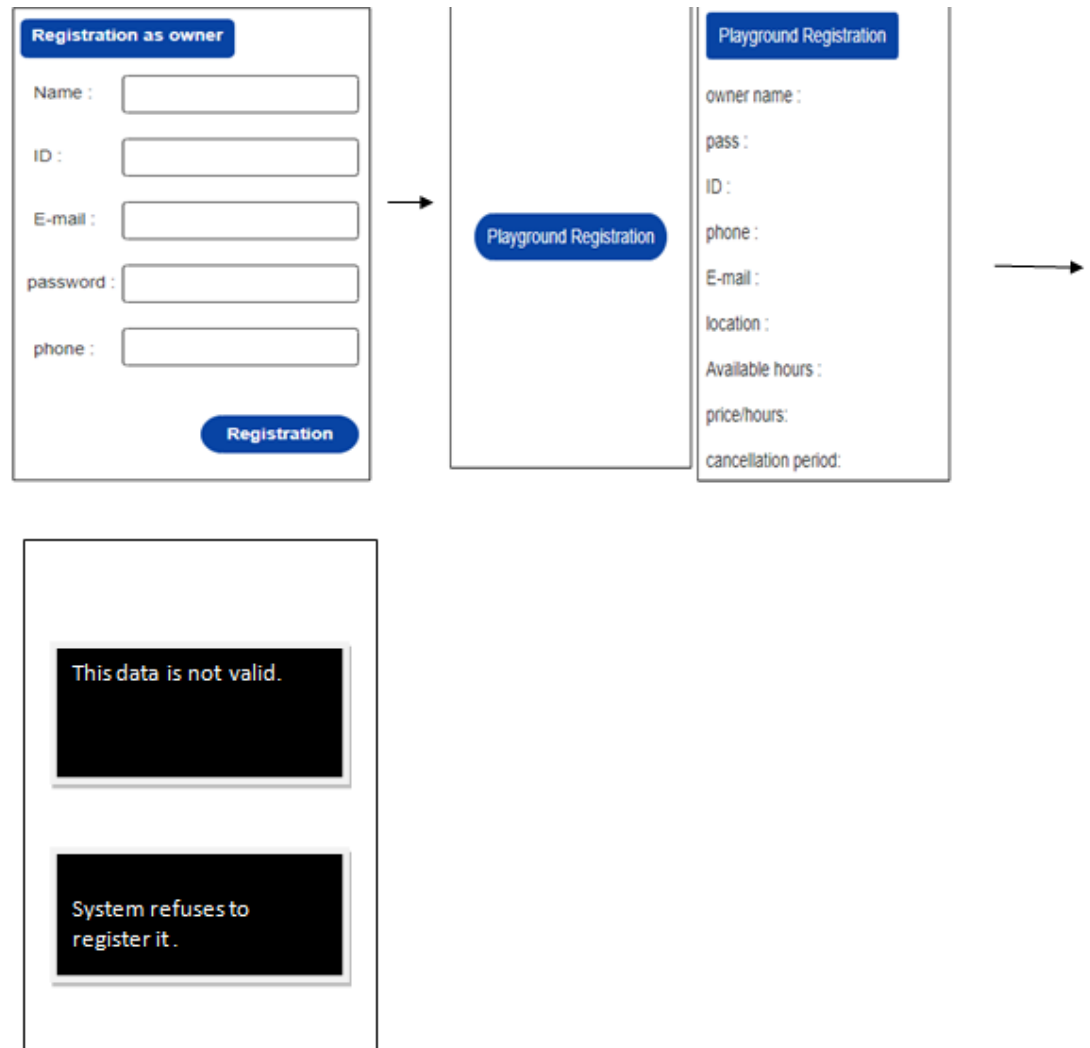 Registration as owner
Name :
ID :
E-mail :
password :
phone :
Registration
Playground Registration
Playground Registration
owner name :
pass :
ID :
phone :
E-mail :
location :
Available hours :
price/hours:
cancellation period:
This data is not valid.
System refuses to
register it .